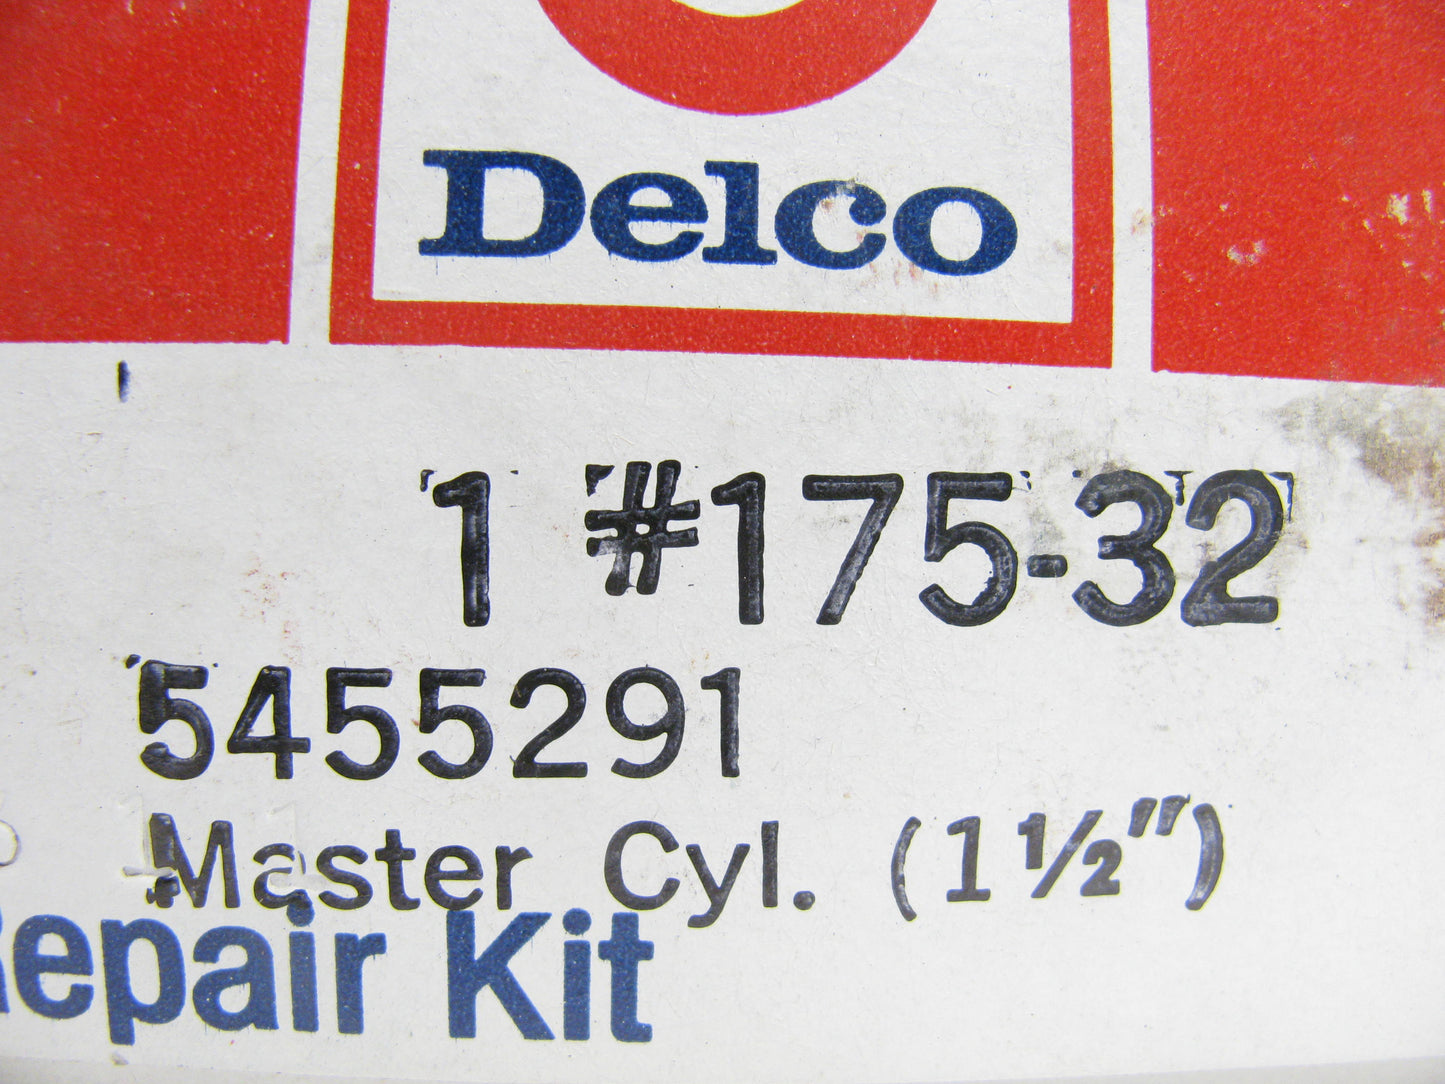 Delco
1 #175-32
5455291
Master Cyl. (1½")
Repair Kit